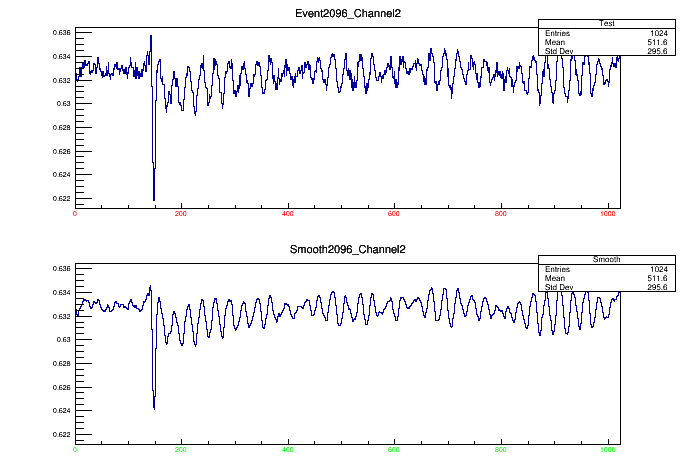 Event2096_Channel2
Test
Entries 1024
Mean 511.6
Std Dev 295.6
0.636
0.634
0.632
0.63
0.628
0.626
0.624
0.622
0 200 400 600 800 1000
Smooth2096_Channel2
Smooth
Entries 1024
Mean 511.6
Std Dev 295.6
0.636
0.634
0.632
0.63
0.628
0.626
0.624
0.622
0 200 400 600 800 1000